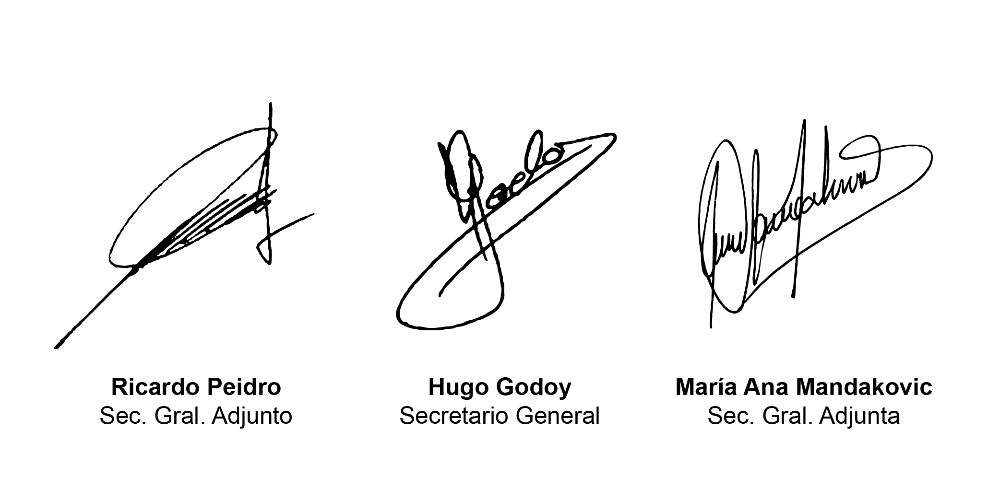 Ricardo Peidro
Sec. Gral. Adjunto
Hugo Godoy
Secretario General
María Ana Mandakovic
Sec. Gral. Adjunta